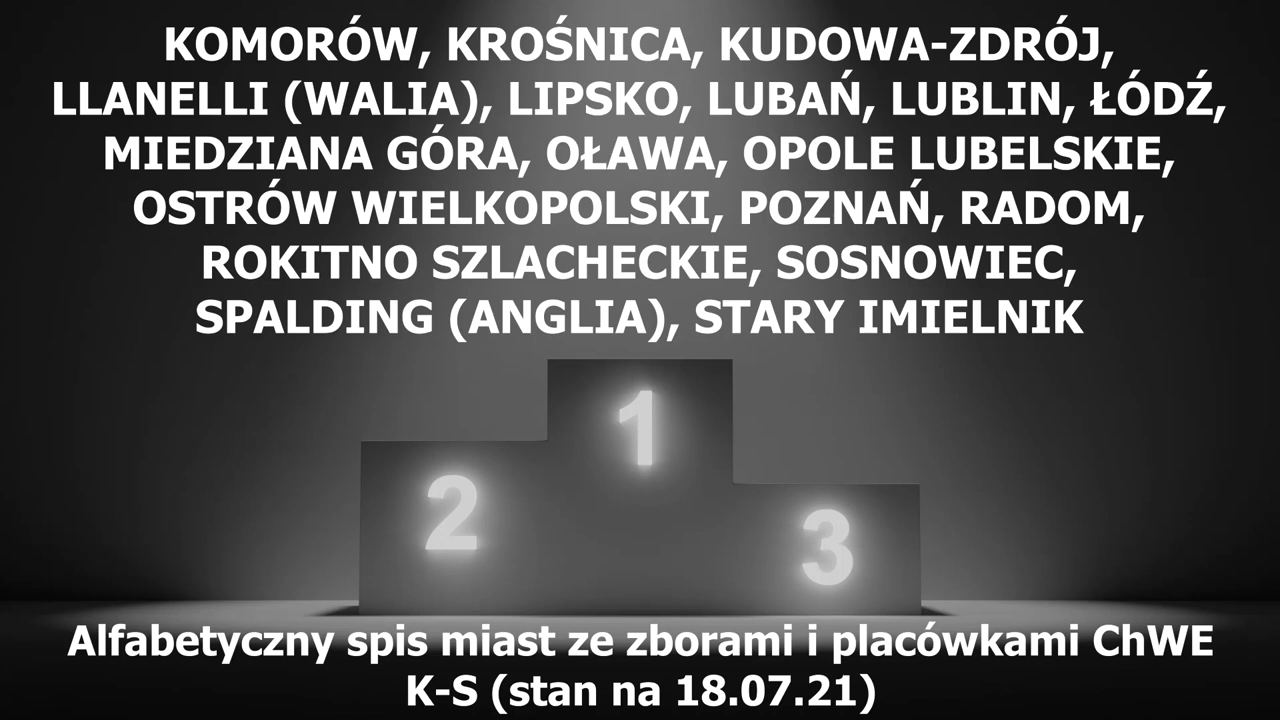 KOMORÓW, KROŚNICA, KUDOWA-ZDRÓJ,
LLANELLI (WALIA), LIPSKO, LUBAŃ, LUBLIN, ŁÓDŹ,
MIEDZIANA GÓRA, OŁAWA, OPOLE LUBELSKIE,
OSTRÓW WIELKOPOLSKI, POZNAŃ, RADOM,
ROKITNO SZLACHECKIE, SOSNOWIEC,
SPALDING (ANGLIA), STARY IMIELNIK
1
2
3
Alfabetyczny spis miast ze zborami i placówkami ChWE
K-S (stan na 18.07.21)